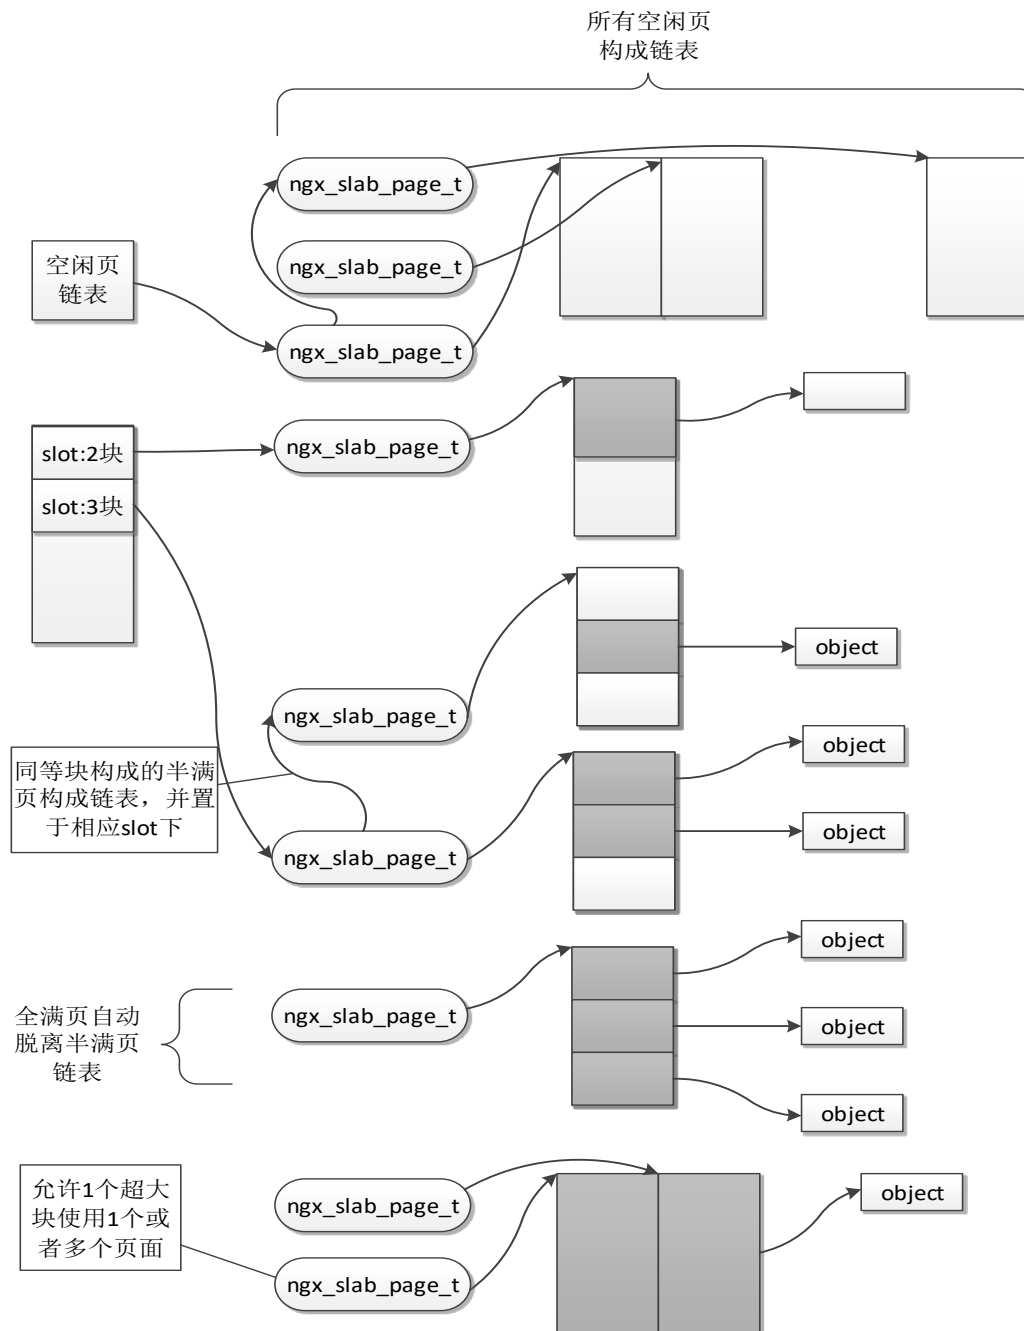 所有空闲页
构成链表
ngx_slab_page_t
空闲页
链表
ngx_slab_page_t
ngx_slab_page_t
slot:2块
ngx_slab_page_t
slot:3块
object
ngx_slab_page_t
object
同等块构成的半满
页构成链表，并置
于相应slot下
object
ngx_slab_page_t
object
全满页自动
脱离半满页
链表
ngx_slab_page_t
object
object
允许1个超大
块使用1个或
者多个页面
ngx_slab_page_t
object
ngx_slab_page_t